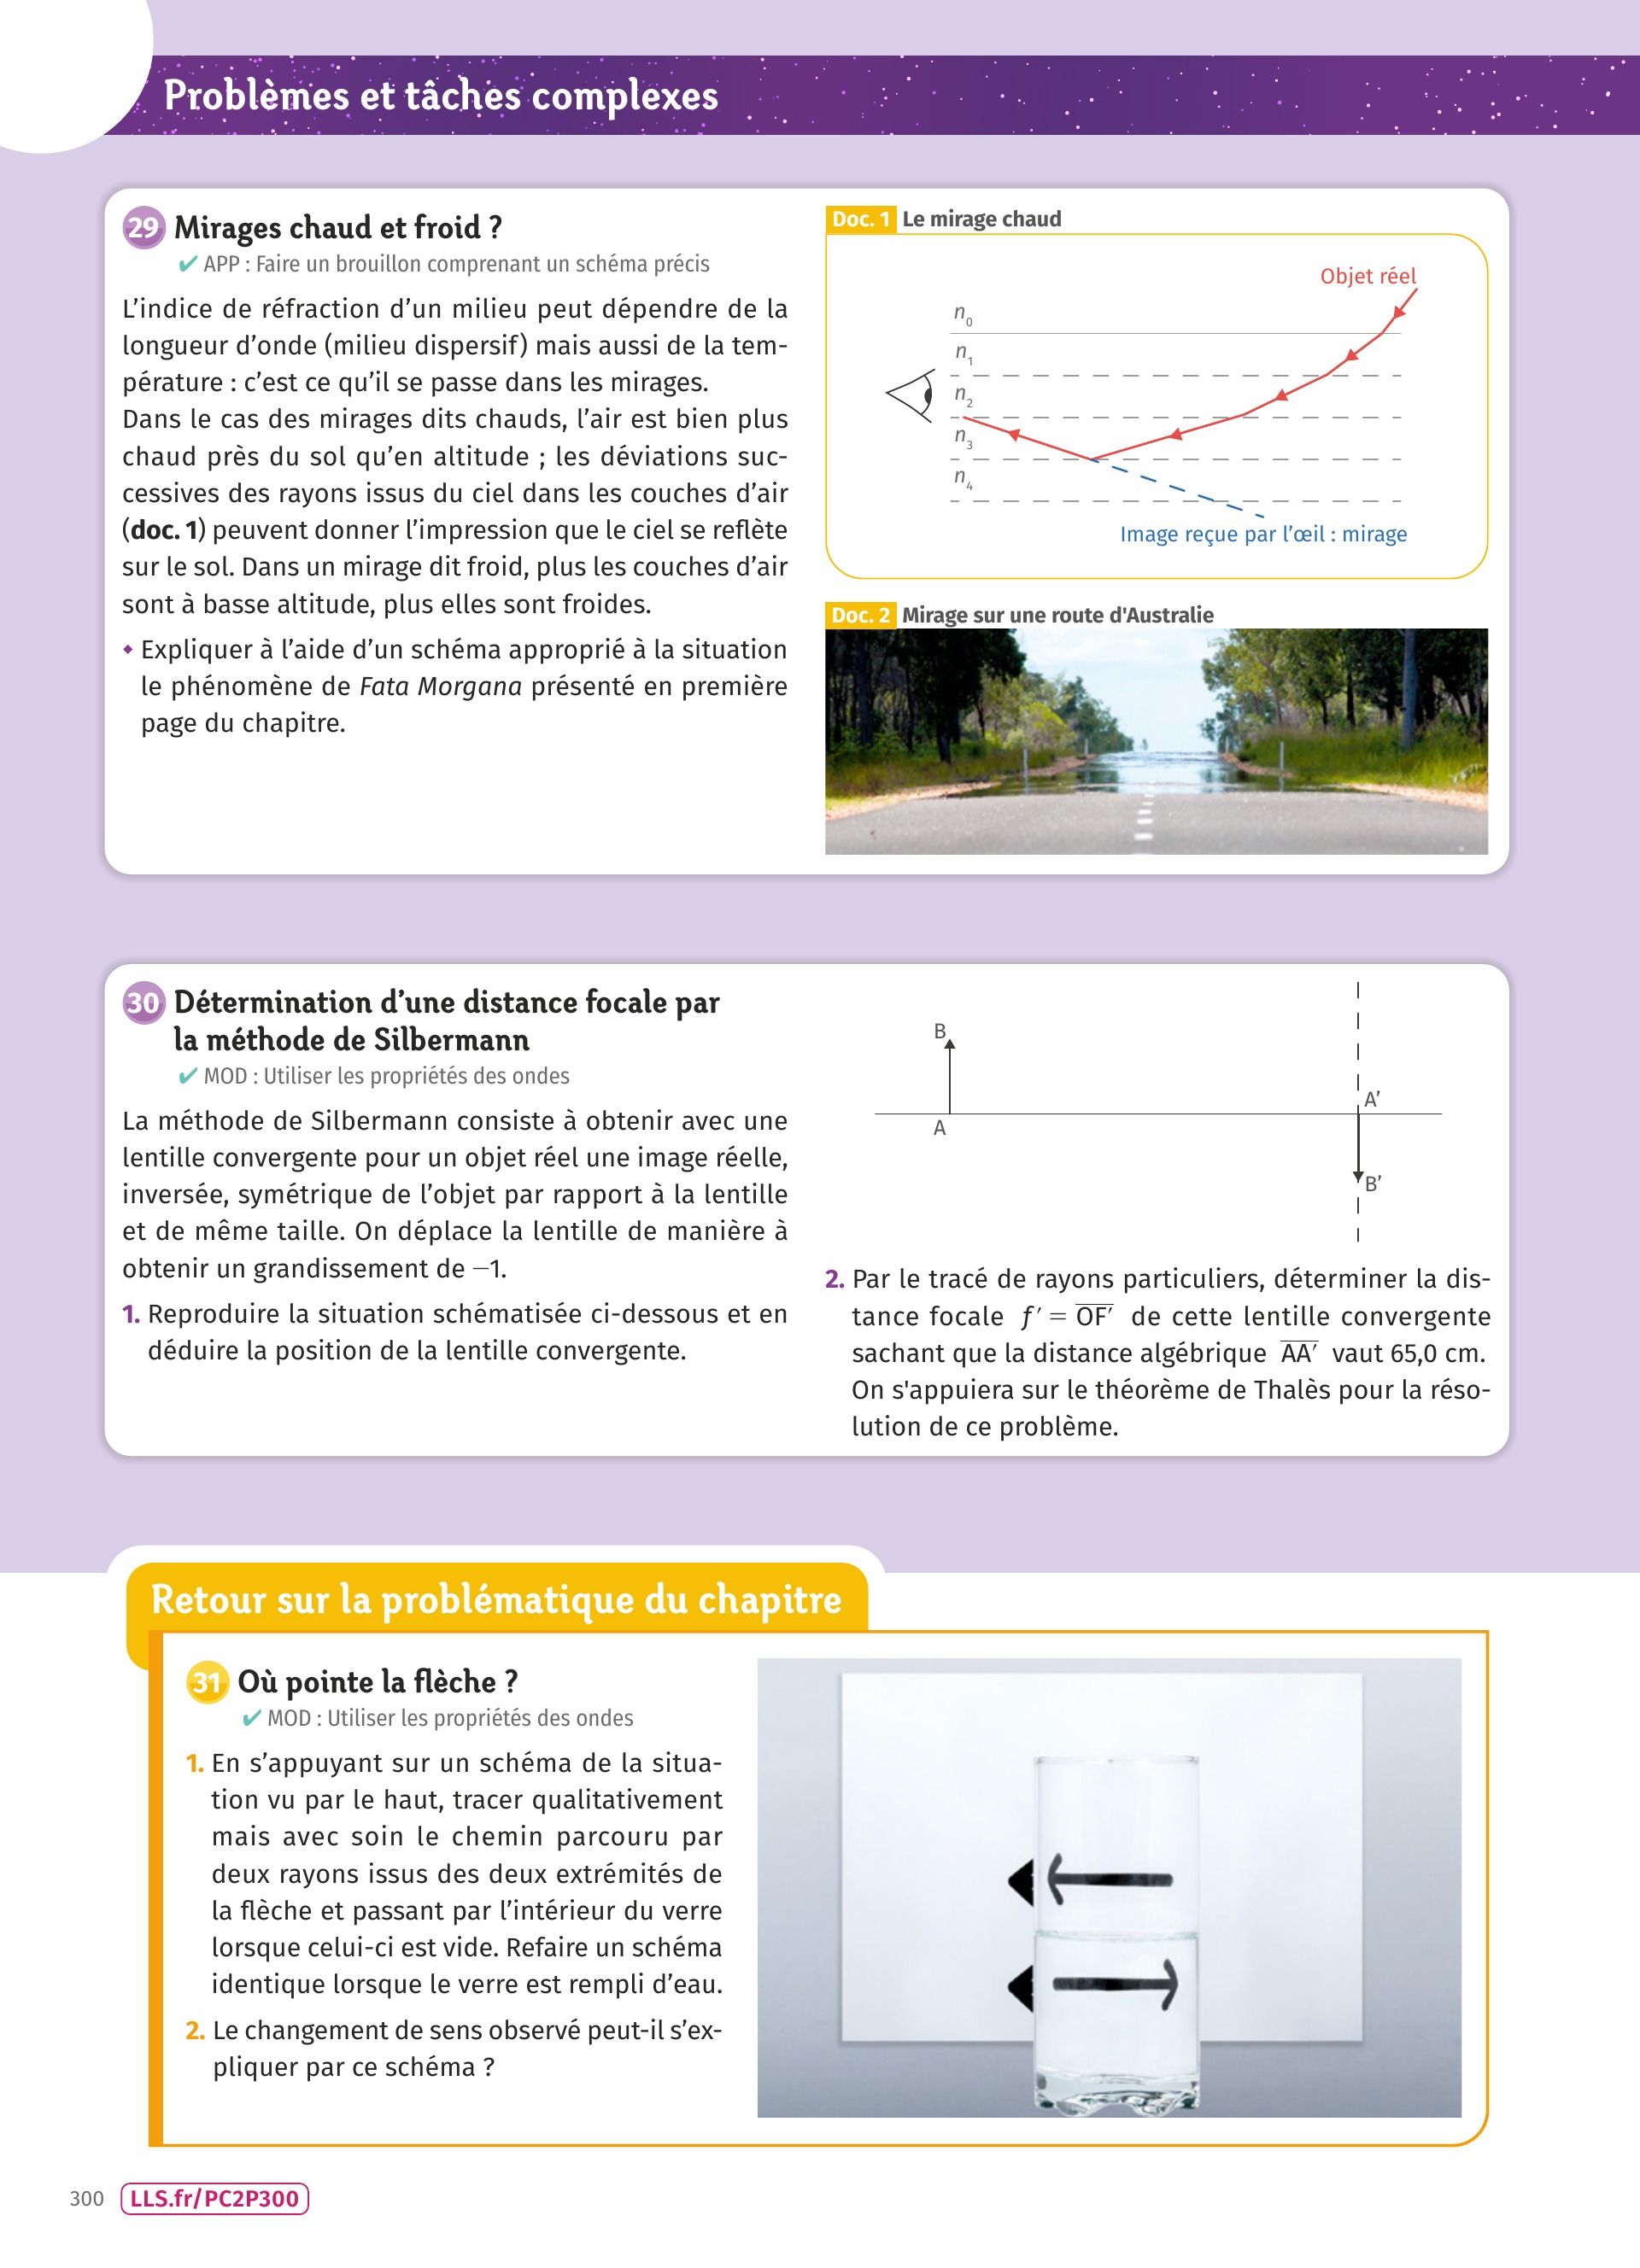 Problèmes et tâches complexes
29 Mirages chaud et froid ?
✔ APP : Faire un brouillon comprenant un schéma précis
L’indice de réfraction d’un milieu peut dépendre de la
longueur d’onde (milieu dispersif) mais aussi de la tem-
pérature : c’est ce qu’il se passe dans les mirages.
Dans le cas des mirages dits chauds, l’air est bien plus
chaud près du sol qu’en altitude ; les déviations suc-
cessives des rayons issus du ciel dans les couches d’air
(doc. 1) peuvent donner l’impression que le ciel se reflète
sur le sol. Dans un mirage dit froid, plus les couches d’air
sont à basse altitude, plus elles sont froides.
◆ Expliquer à l’aide d’un schéma approprié à la situation
le phénomène de Fata Morgana présenté en première
page du chapitre.
Doc. 1 Le mirage chaud
Objet réel
n0
n1
n2
n3
n4
Image reçue par l’œil : mirage
Doc. 2 Mirage sur une route d'Australie
30 Détermination d’une distance focale par
la méthode de Silbermann
✔ MOD : Utiliser les propriétés des ondes
La méthode de Silbermann consiste à obtenir avec une
lentille convergente pour un objet réel une image réelle,
inversée, symétrique de l’objet par rapport à la lentille
et de même taille. On déplace la lentille de manière à
obtenir un grandissement de −1.
1. Reproduire la situation schématisée ci-dessous et en
déduire la position de la lentille convergente.
B
A
A’
B’
2. Par le tracé de rayons particuliers, déterminer la dis-
tance focale f′ = O̅F̅′̅ de cette lentille convergente
sachant que la distance algébrique A̅A̅′̅ vaut 65,0 cm.
On s'appuiera sur le théorème de Thalès pour la réso-
lution de ce problème.
Retour sur la problématique du chapitre
31 Où pointe la flèche ?
✔ MOD : Utiliser les propriétés des ondes
1. En s’appuyant sur un schéma de la situa-
tion vu par le haut, tracer qualitativement
mais avec soin le chemin parcouru par
deux rayons issus des deux extrémités de
la flèche et passant par l’intérieur du verre
lorsque celui-ci est vide. Refaire un schéma
identique lorsque le verre est rempli d’eau.
2. Le changement de sens observé peut-il s’ex-
pliquer par ce schéma ?
300 LLS.fr/PC2P300